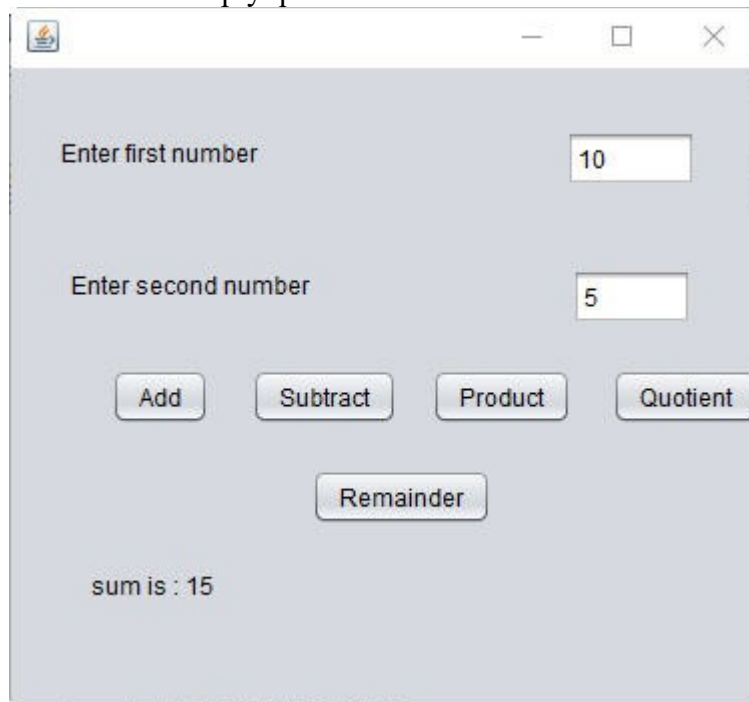 Enter first number 10
Enter second number 5
Add Subtract Product Quotient
Remainder
sum is : 15